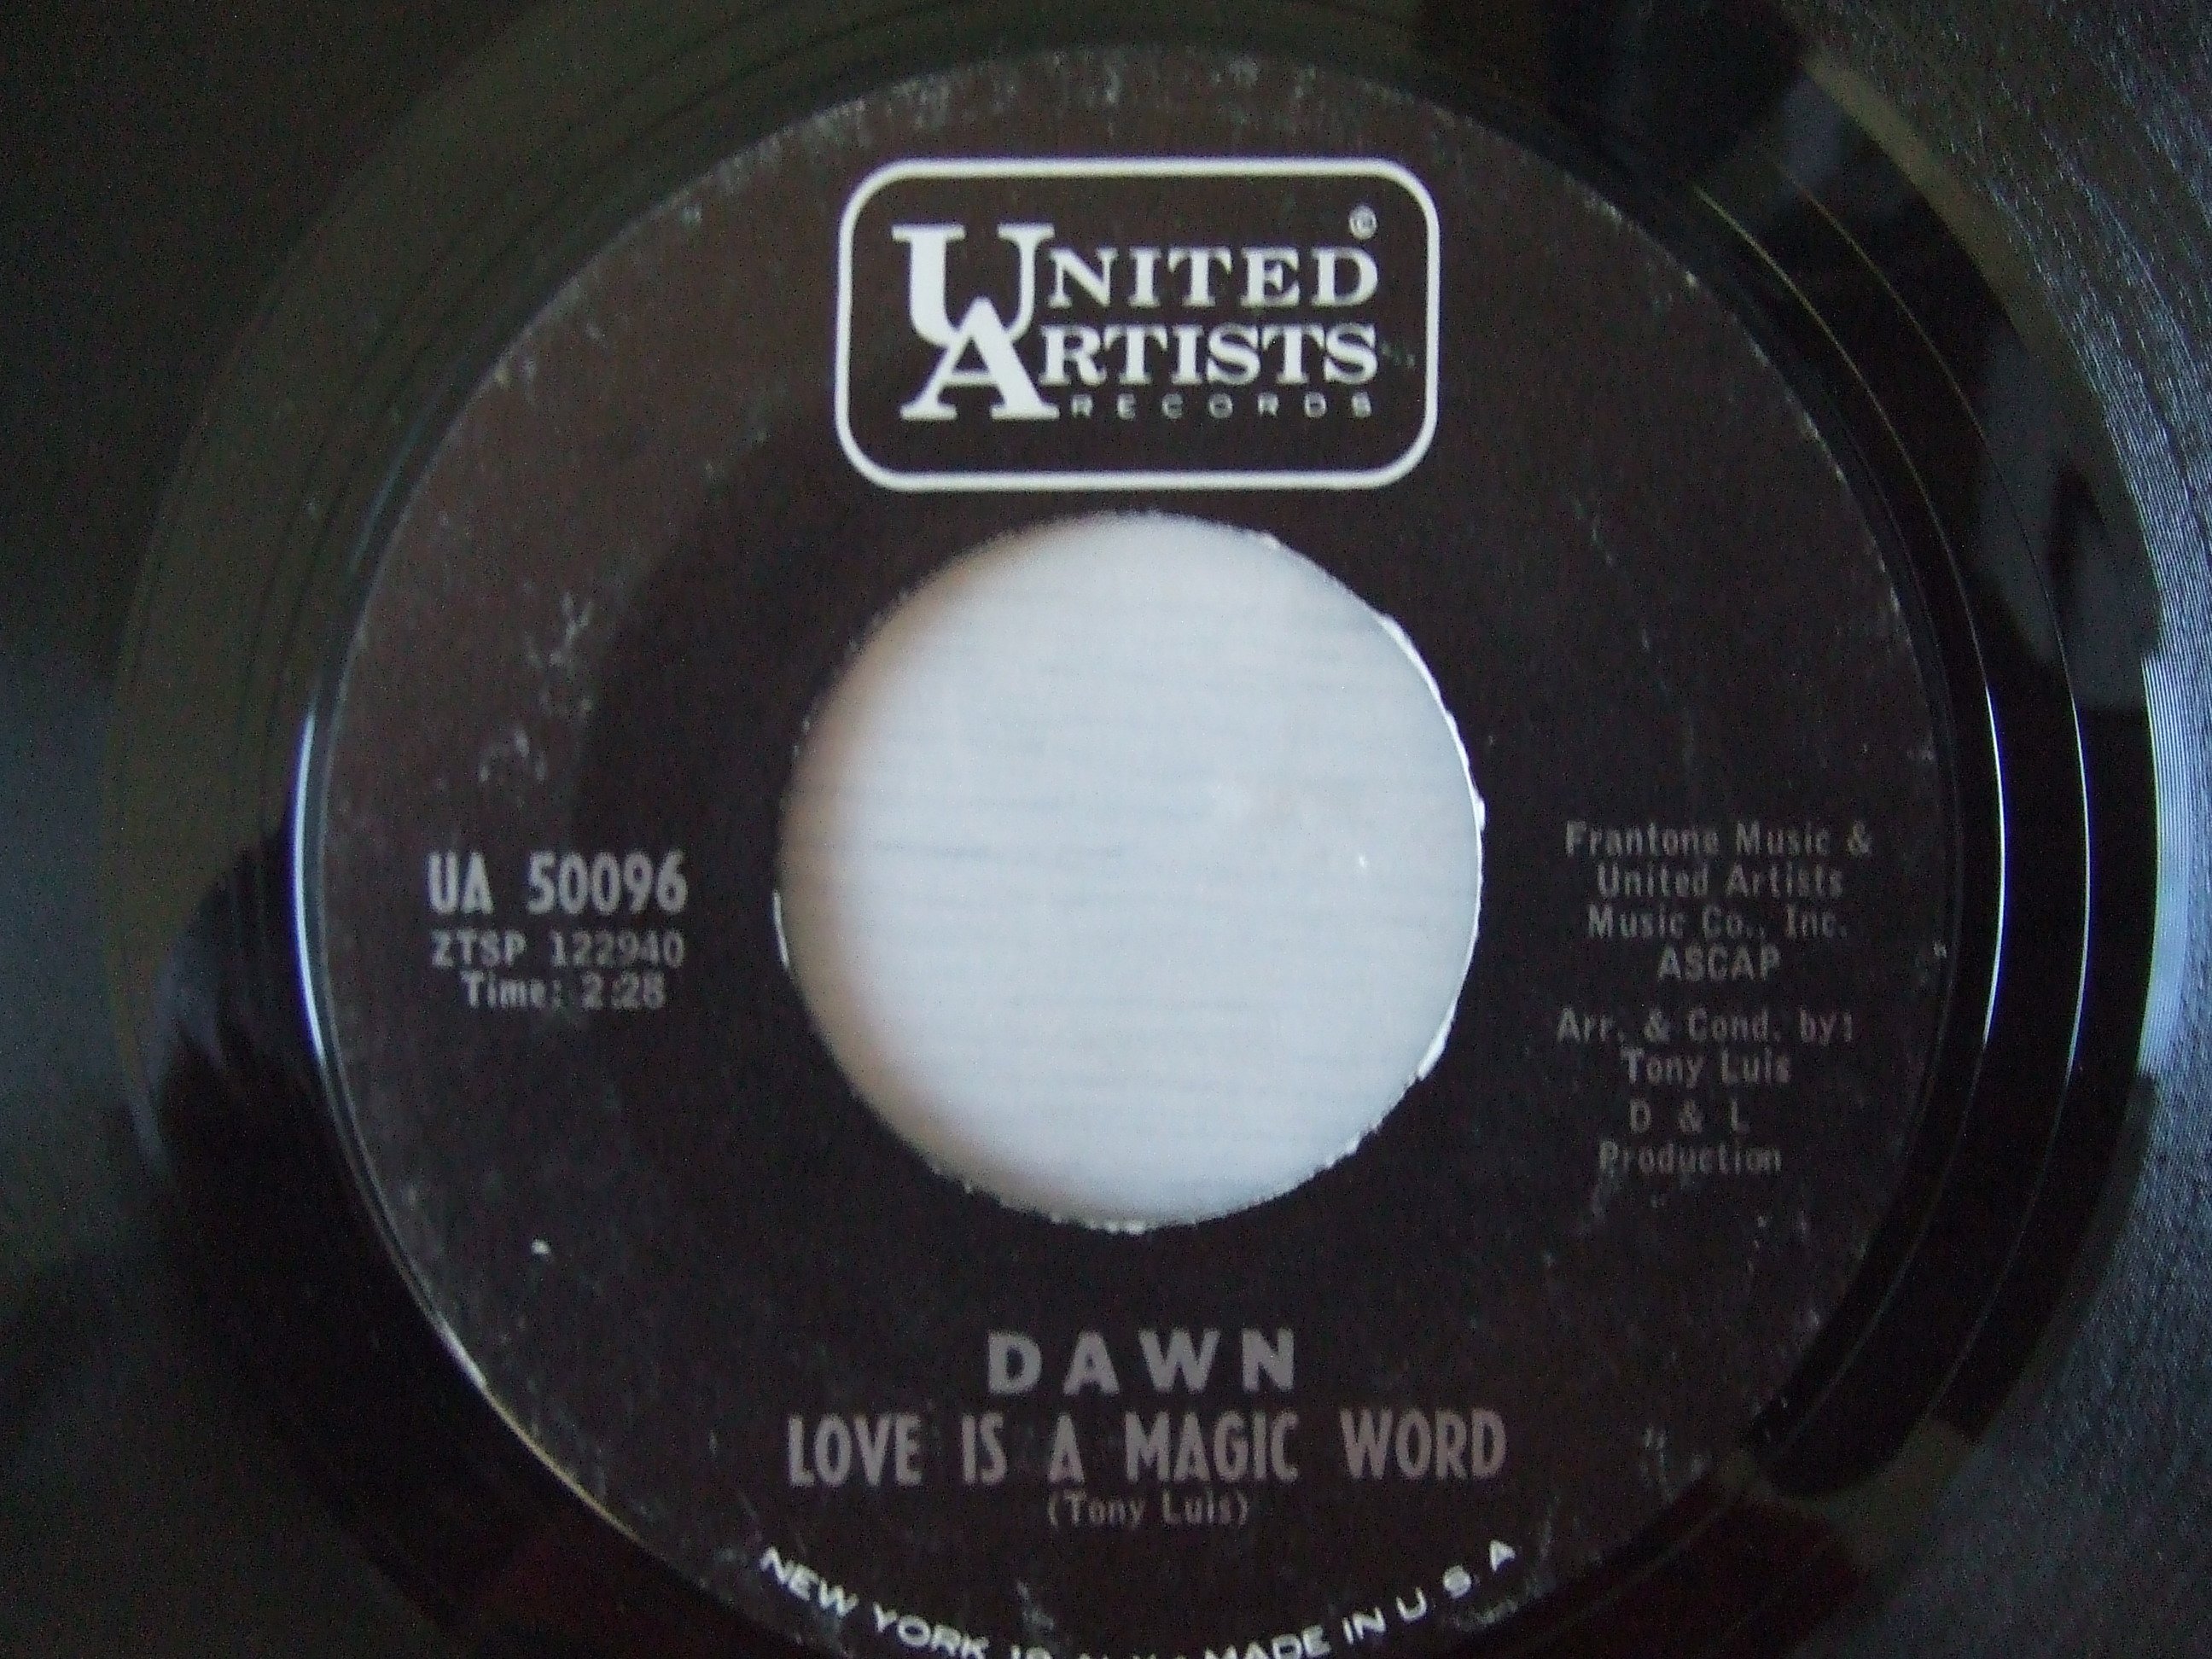 ©
UNITED
ARTISTS
RECORDS
UA 50096
ZTSP 122940
Time: 2:28
Frantone Music &
United Artists
Music Co., Inc.
ASCAP
Arr. & Cond. by:
Tony Luis
D & L
Production
DAWN
LOVE IS A MAGIC WORD
(Tony Luis)
NEW YORK 19 MADE IN U.S.A